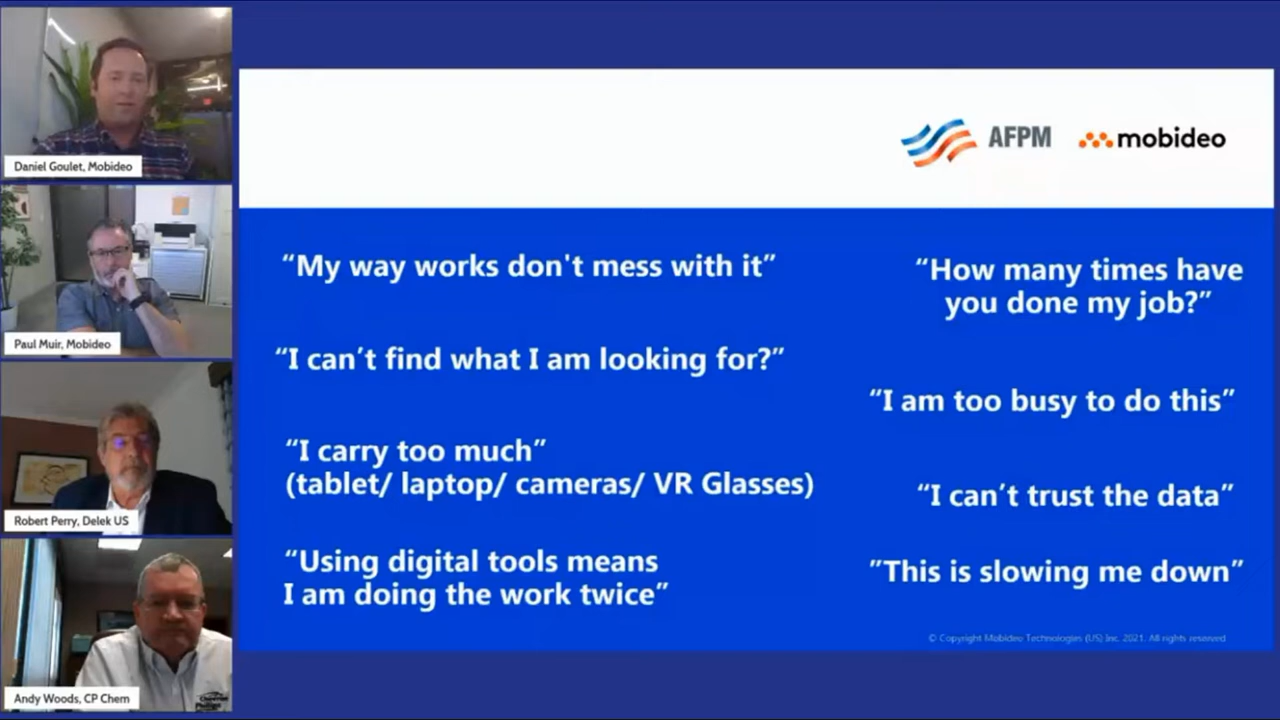 Daniel Goulet, Mobideo
Paul Muir, Mobideo
Robert Perry, Delek US
Andy Woods, CP Chem
AFPM
mobideo
“My way works don't mess with it”
“I can’t find what I am looking for?”
“I carry too much”
(tablet/ laptop/ cameras/ VR Glasses)
“Using digital tools means
I am doing the work twice”
“How many times have
you done my job?”
“I am too busy to do this”
“I can’t trust the data”
”This is slowing me down”
© Copyright Mobideo Technologies (US) Inc. 2021. All rights reserved